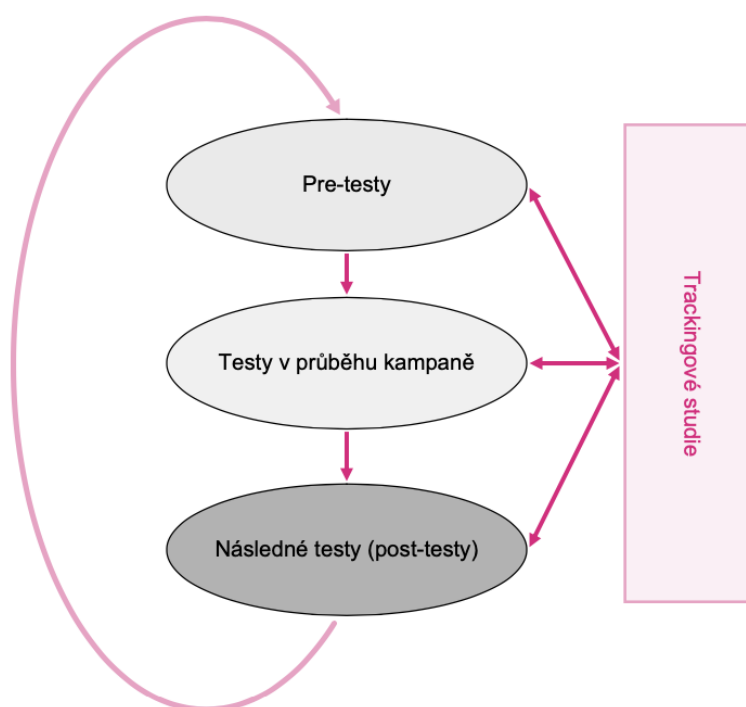 Pre-testy
Testy v průběhu kampaně
Následné testy (post-testy)
Trackingové studie